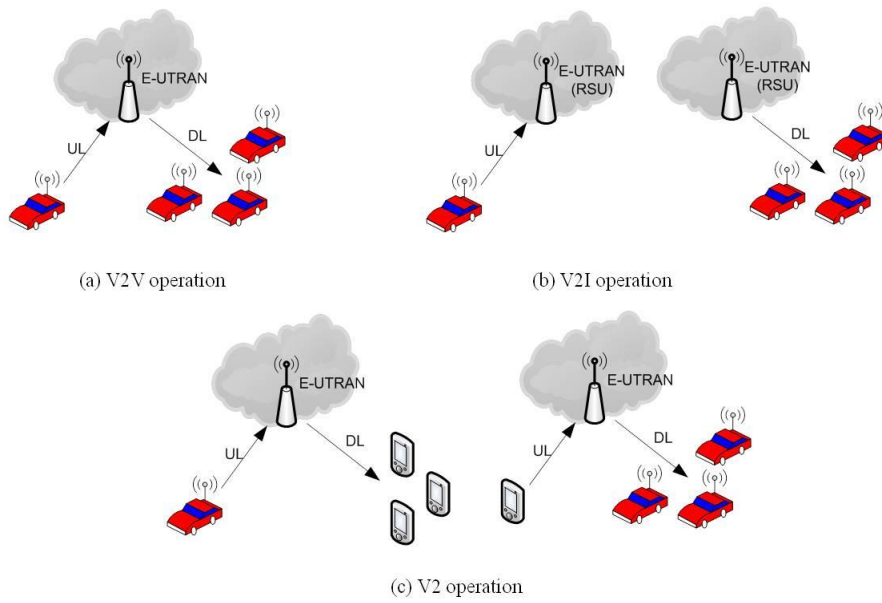 E-UTRAN
UL
DL
(a) V2V operation
E-UTRAN
(RSU)
UL
E-UTRAN
(RSU)
DL
(b) V2I operation
E-UTRAN
UL
DL
E-UTRAN
UL
DL
(c) V2 operation